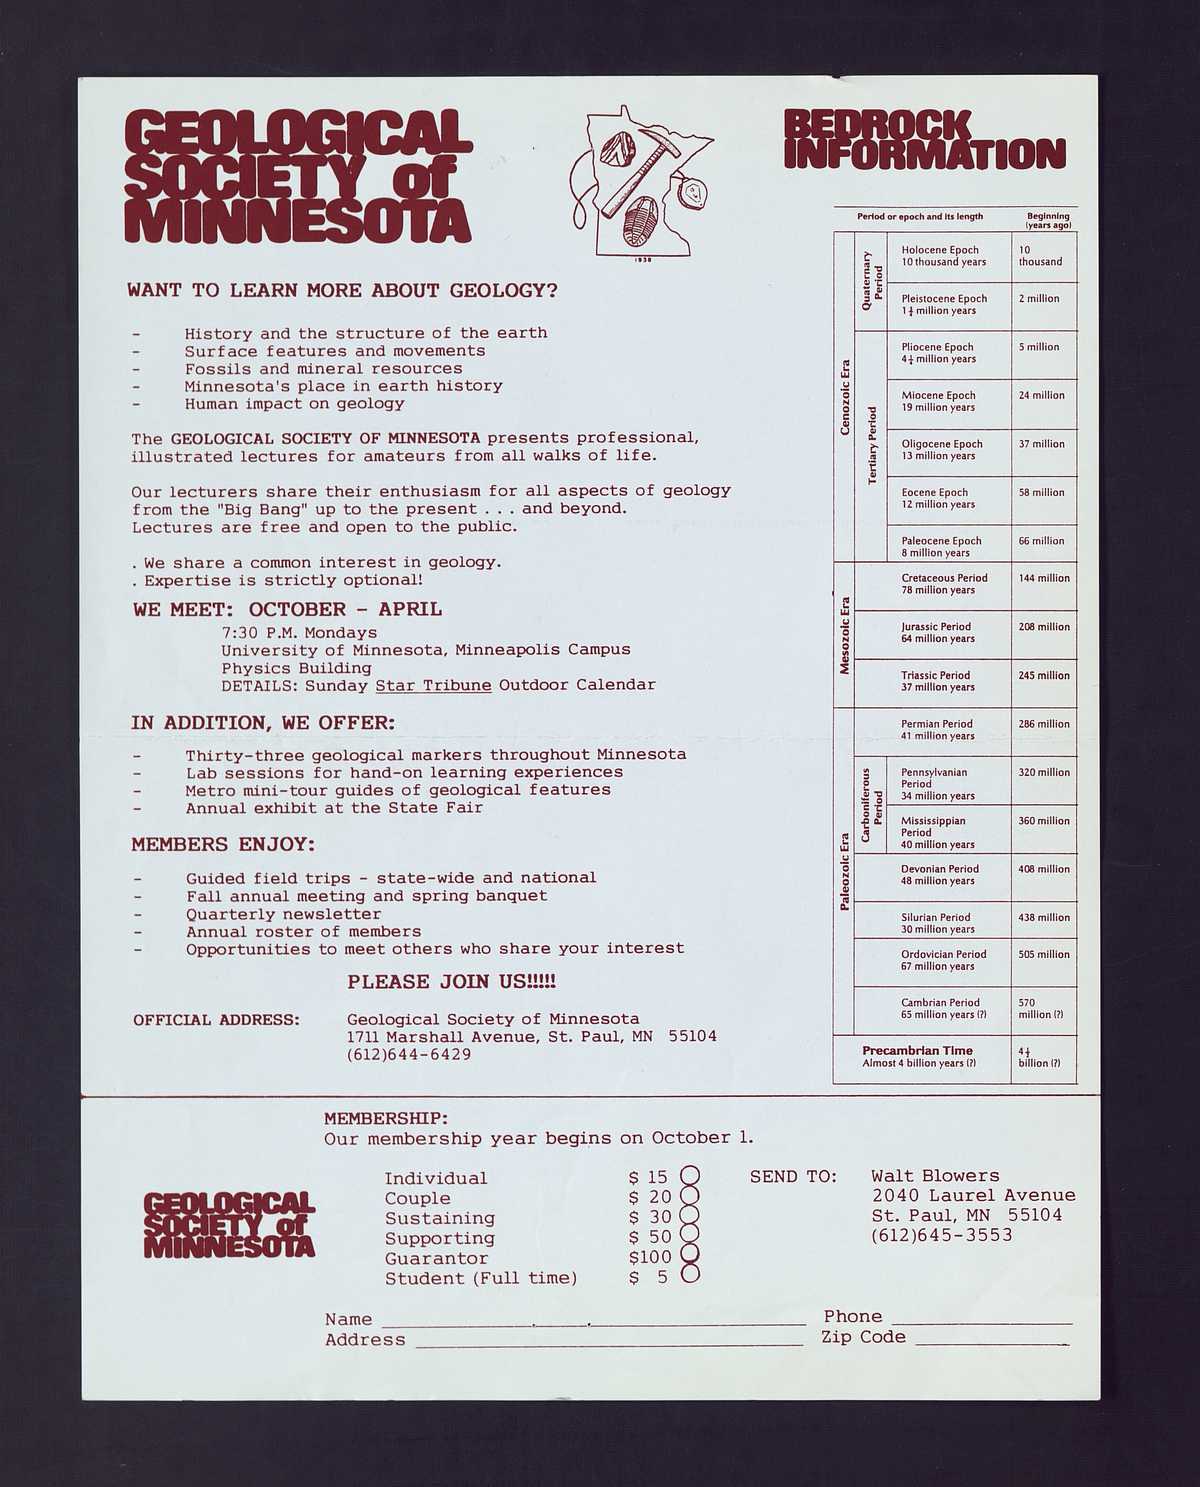 GEOLOGICAL
SOCIETY of
MINNESOTA
1938
BEDROCK
INFORMATION
WANT TO LEARN MORE ABOUT GEOLOGY?
- History and the structure of the earth
- Surface features and movements
- Fossils and mineral resources
- Minnesota's place in earth history
- Human impact on geology
The GEOLOGICAL SOCIETY OF MINNESOTA presents professional,
illustrated lectures for amateurs from all walks of life.
Our lecturers share their enthusiasm for all aspects of geology
from the "Big Bang" up to the present . . . and beyond.
Lectures are free and open to the public.
. We share a common interest in geology.
. Expertise is strictly optional!
WE MEET: OCTOBER - APRIL
7:30 P.M. Mondays
University of Minnesota, Minneapolis Campus
Physics Building
DETAILS: Sunday Star Tribune Outdoor Calendar
IN ADDITION, WE OFFER:
- Thirty-three geological markers throughout Minnesota
- Lab sessions for hand-on learning experiences
- Metro mini-tour guides of geological features
- Annual exhibit at the State Fair
MEMBERS ENJOY:
- Guided field trips - state-wide and national
- Fall annual meeting and spring banquet
- Quarterly newsletter
- Annual roster of members
- Opportunities to meet others who share your interest
PLEASE JOIN US!!!!!
OFFICIAL ADDRESS: Geological Society of Minnesota
1711 Marshall Avenue, St. Paul, MN 55104
(612)644-6429
Period or epoch and its length
Beginning
(years ago)
Cenozoic Era
Quaternary
Period
Holocene Epoch
10 thousand years
10
thousand
Pleistocene Epoch
1½ million years
2 million
Tertiary Period
Pliocene Epoch
4½ million years
5 million
Miocene Epoch
19 million years
24 million
Oligocene Epoch
13 million years
37 million
Eocene Epoch
12 million years
58 million
Paleocene Epoch
8 million years
66 million
Mesozoic Era
Cretaceous Period
78 million years
144 million
Jurassic Period
64 million years
208 million
Triassic Period
37 million years
245 million
Paleozoic Era
Permian Period
41 million years
286 million
Carboniferous
Period
Pennsylvanian
Period
34 million years
320 million
Mississippian
Period
40 million years
360 million
Devonian Period
48 million years
408 million
Silurian Period
30 million years
438 million
Ordovician Period
67 million years
505 million
Cambrian Period
65 million years (?)
570
million (?)
Precambrian Time
Almost 4 billion years (?)
4½
billion (?)
MEMBERSHIP:
Our membership year begins on October 1.
GEOLOGICAL
SOCIETY of
MINNESOTA
Individual $ 15
Couple $ 20
Sustaining $ 30
Supporting $ 50
Guarantor $100
Student (Full time) $ 5
SEND TO: Walt Blowers
2040 Laurel Avenue
St. Paul, MN 55104
(612)645-3553
Name Phone
Address Zip Code